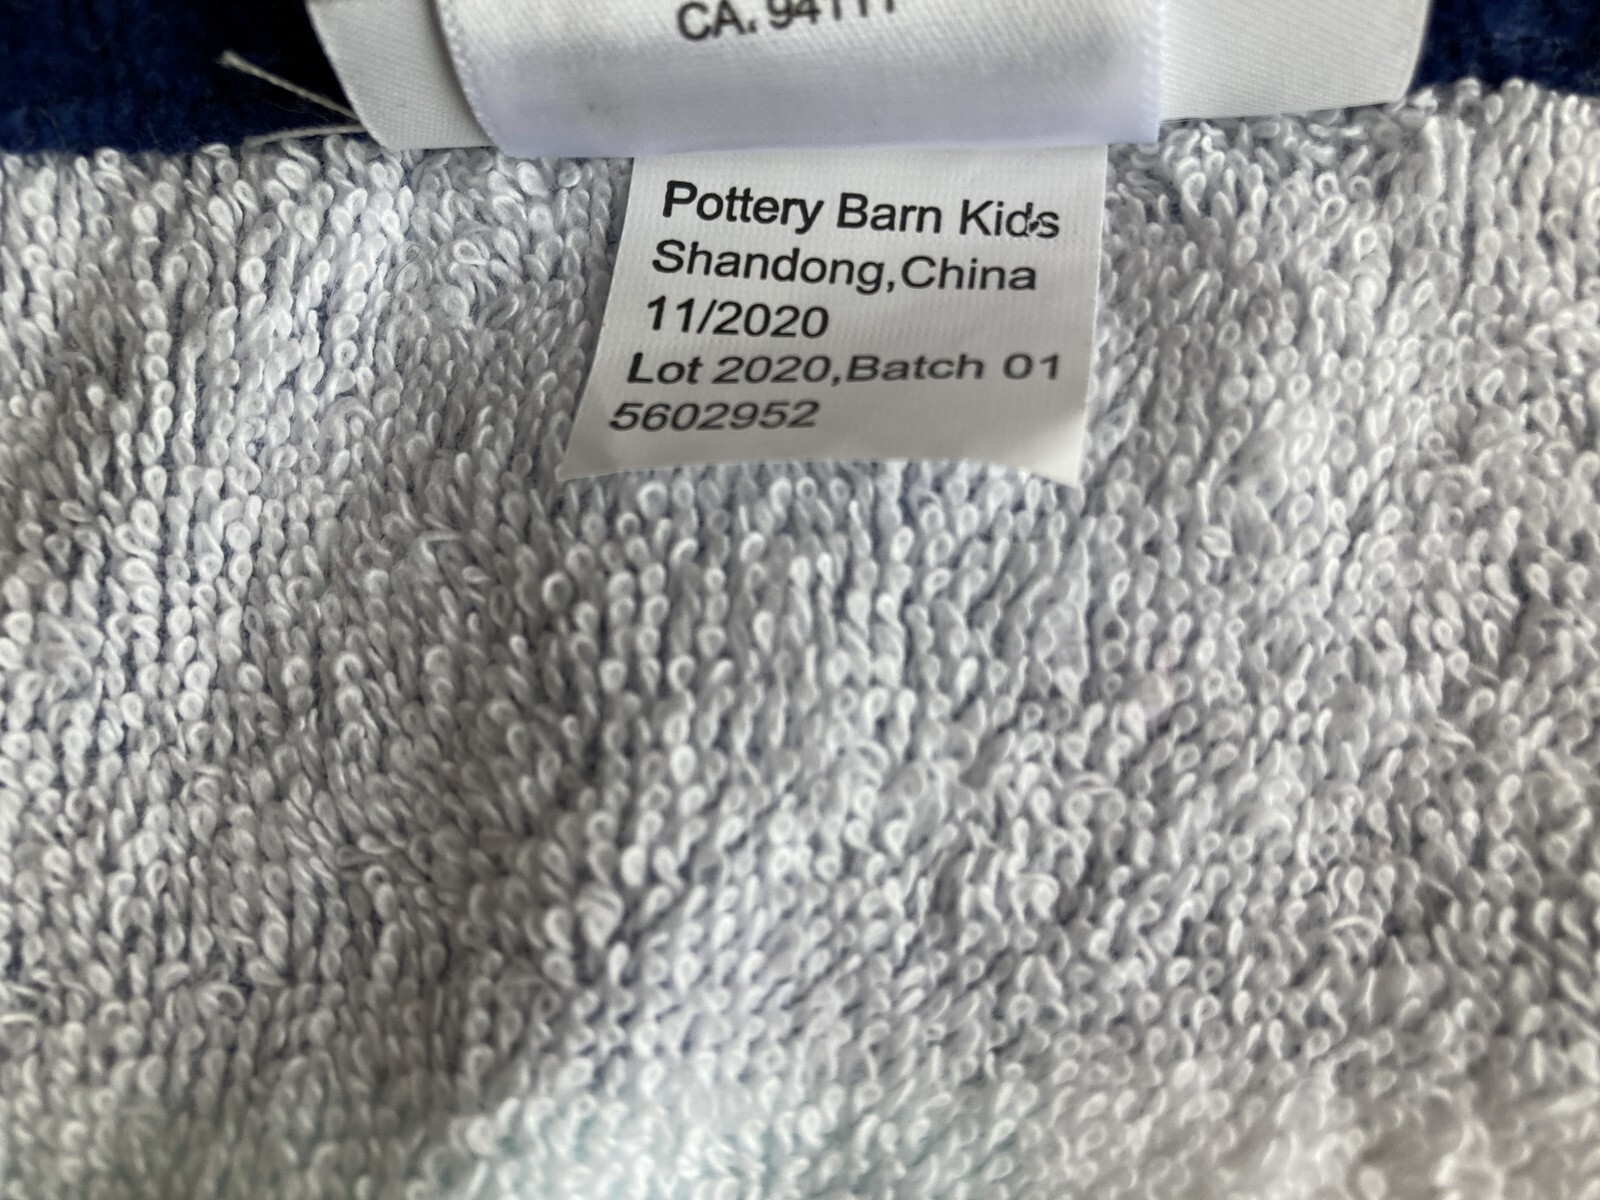 CA. 94111
Pottery Barn Kids
Shandong,China
11/2020
Lot 2020,Batch 01
5602952